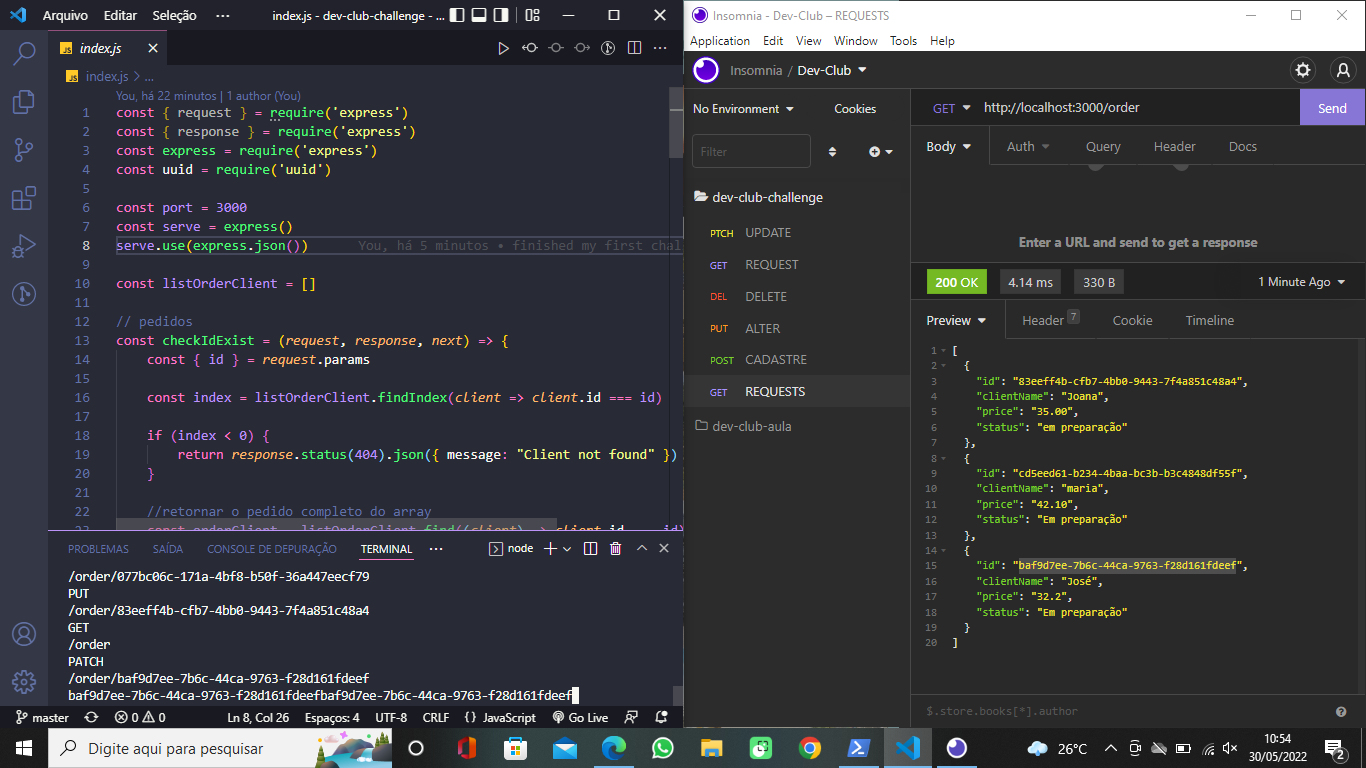 Arquivo Editar Seleção ··· index.js - dev-club-challenge - ...
index.js
index.js > ...
You, há 22 minutos | 1 author (You)
1 const { request } = require('express')
2 const { response } = require('express')
3 const express = require('express')
4 const uuid = require('uuid')
5
6 const port = 3000
7 const serve = express()
8 serve.use(express.json()) You, há 5 minutos • finished my first chal
9
10 const listOrderClient = []
11
12 // pedidos
13 const checkIdExist = (request, response, next) => {
14 const { id } = request.params
15
16 const index = listOrderClient.findIndex(client => client.id === id)
17
18 if (index < 0) {
19 return response.status(404).json({ message: "Client not found" })
20 }
21
22 //retornar o pedido completo do array
23 const orderClient = listOrderClient.find((client) => client.id === id)
PROBLEMAS SAÍDA CONSOLE DE DEPURAÇÃO TERMINAL ··· node
/order/077bc06c-171a-4bf8-b50f-36a447eecf79
PUT
/order/83eeff4b-cfb7-4bb0-9443-7f4a851c48a4
GET
/order
PATCH
/order/baf9d7ee-7b6c-44ca-9763-f28d161fdeef
baf9d7ee-7b6c-44ca-9763-f28d161fdeefbaf9d7ee-7b6c-44ca-9763-f28d161fdeef
master 0 0 Ln 8, Col 26 Espaços: 4 UTF-8 CRLF {} JavaScript Go Live
Insomnia - Dev-Club – REQUESTS
Application Edit View Window Tools Help
Insomnia / Dev-Club
No Environment Cookies
Filter
dev-club-challenge
PTCH UPDATE
GET REQUEST
DEL DELETE
PUT ALTER
POST CADASTRE
GET REQUESTS
dev-club-aula
GET http://localhost:3000/order Send
Body Auth Query Header Docs
Enter a URL and send to get a response
200 OK 4.14 ms 330 B 1 Minute Ago
Preview Header 7 Cookie Timeline
1 [
2 {
3 "id": "83eeff4b-cfb7-4bb0-9443-7f4a851c48a4",
4 "clientName": "Joana",
5 "price": "35.00",
6 "status": "em preparação"
7 },
8 {
9 "id": "cd5eed61-b234-4baa-bc3b-b3c4848df55f",
10 "clientName": "maria",
11 "price": "42.10",
12 "status": "Em preparação"
13 },
14 {
15 "id": "baf9d7ee-7b6c-44ca-9763-f28d161fdeef",
16 "clientName": "José",
17 "price": "32.2",
18 "status": "Em preparação"
19 }
20 ]
$.store.books[*].author
Digite aqui para pesquisar
26°C
10:54
30/05/2022
2